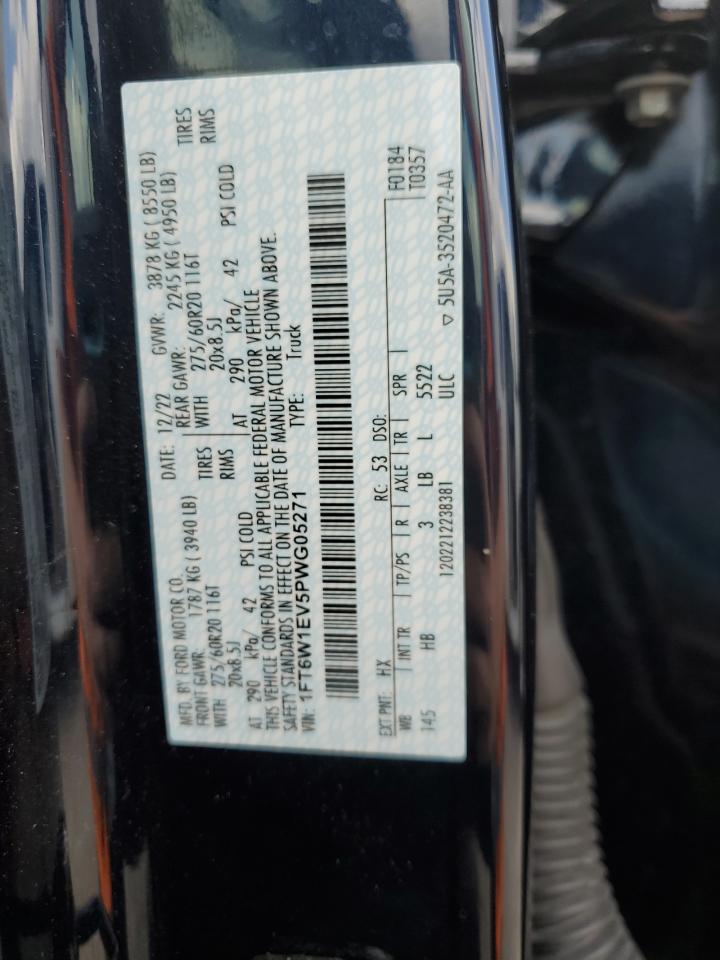 MFD. BY FORD MOTOR CO. DATE: 12/22 GVWR: 3878 KG ( 8550 LB)
FRONT GAWR: 1787 KG ( 3940 LB) REAR GAWR: 2245 KG ( 4950 LB)
WITH 275/60R20 116T TIRES WITH 275/60R20 116T TIRES
20x8.5J RIMS 20x8.5J RIMS
AT 290 kPa/ 42 PSI COLD AT 290 kPa/ 42 PSI COLD
THIS VEHICLE CONFORMS TO ALL APPLICABLE FEDERAL MOTOR VEHICLE
SAFETY STANDARDS IN EFFECT ON THE DATE OF MANUFACTURE SHOWN ABOVE.
VIN: 1FT6W1EV5PWG05271 TYPE: Truck
EXT PNT: HX RC: 53 DSO: F0184
WB INT TR TP/PS R AXLE TR SPR T0357
145 HB 3 LB L 5522
1202212238381 ULC ▽ 5U5A-3520472-AA